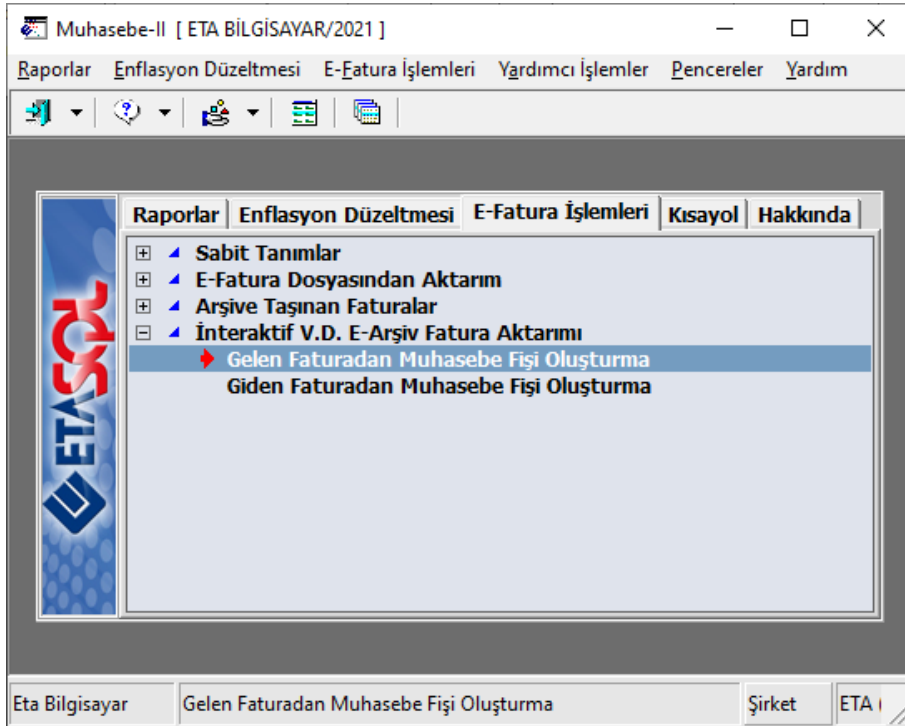 Muhasebe-II [ ETA BİLGİSAYAR/2021 ]
Raporlar Enflasyon Düzeltmesi E-Fatura İşlemleri Yardımcı İşlemler Pencereler Yardım
Raporlar Enflasyon Düzeltmesi E-Fatura İşlemleri Kısayol Hakkında
Sabit Tanımlar
E-Fatura Dosyasından Aktarım
Arşive Taşınan Faturalar
İnteraktif V.D. E-Arşiv Fatura Aktarımı
Gelen Faturadan Muhasebe Fişi Oluşturma
Giden Faturadan Muhasebe Fişi Oluşturma
ETASQL
Eta Bilgisayar Gelen Faturadan Muhasebe Fişi Oluşturma Şirket ETA (